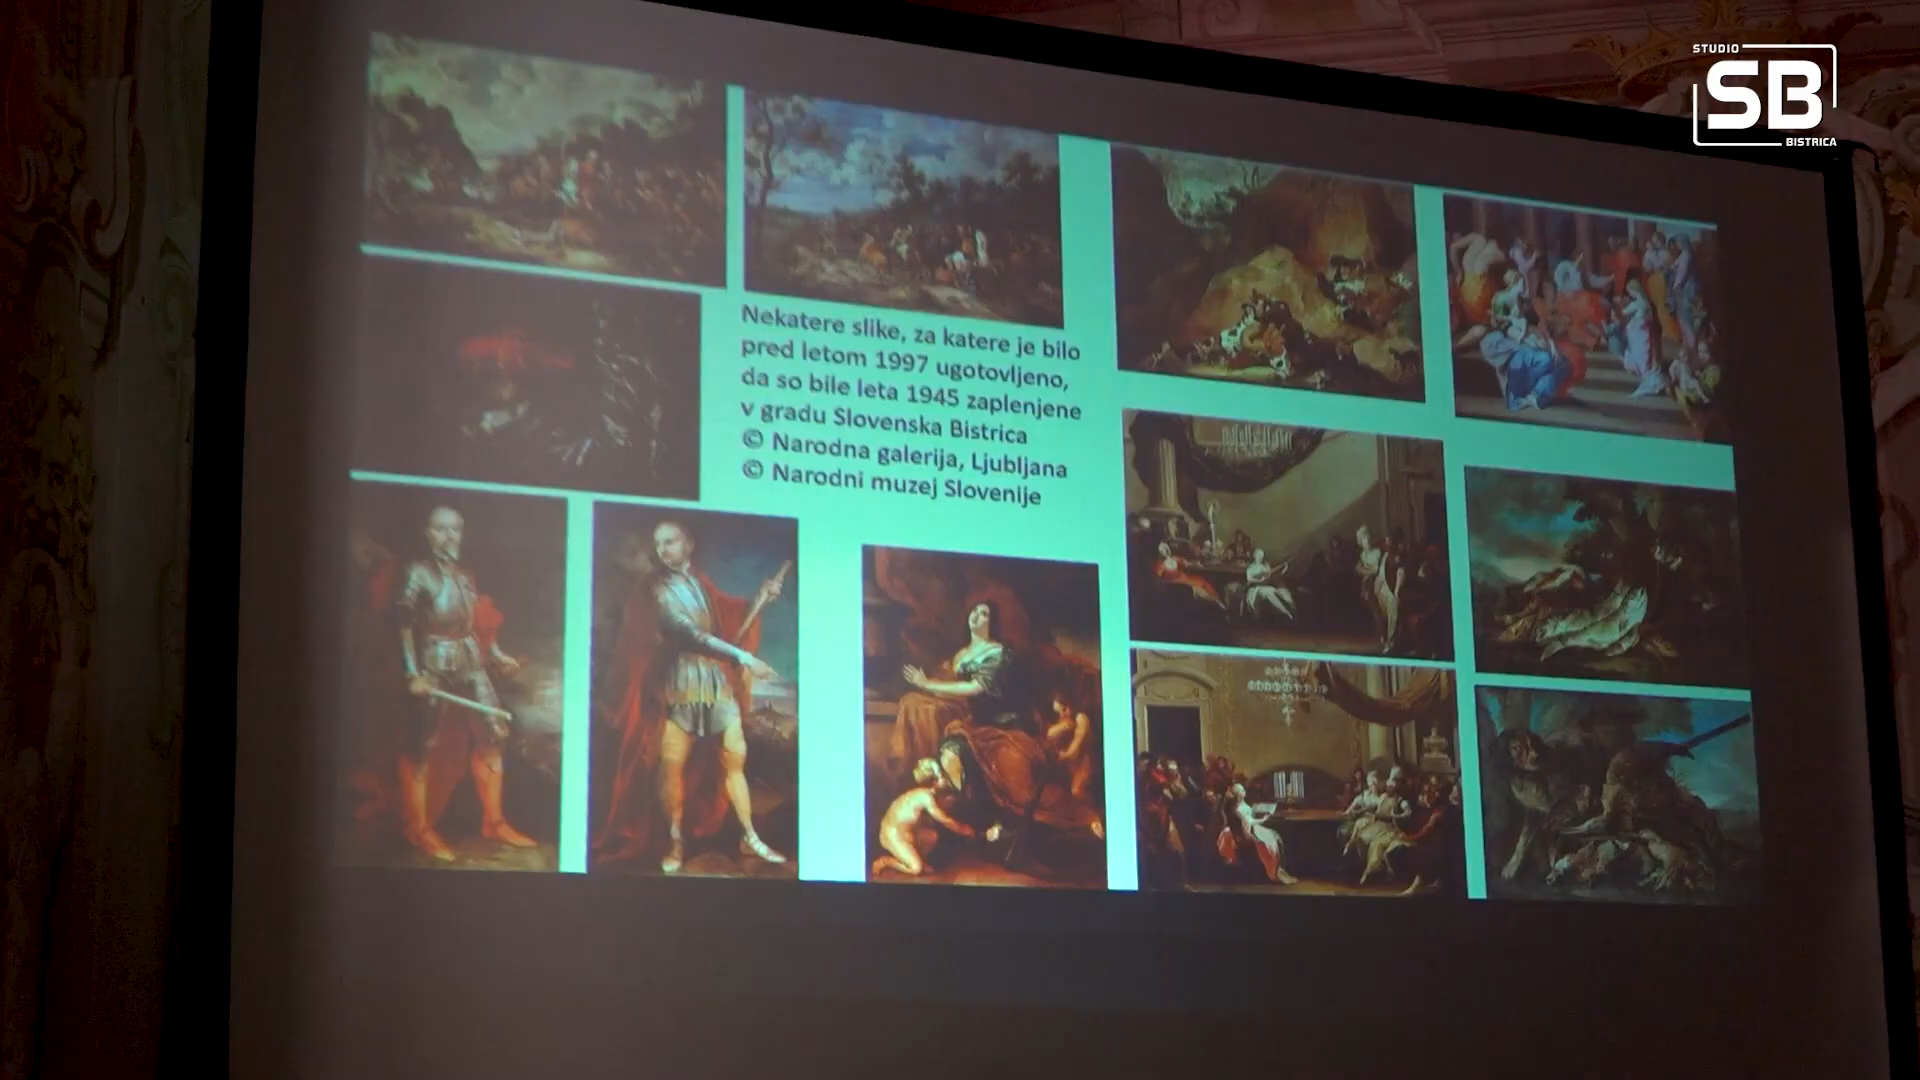 STUDIO
SB
BISTRICA
Nekatere slike, za katere je bilo
pred letom 1997 ugotovljeno,
da so bile leta 1945 zaplenjene
v gradu Slovenska Bistrica
© Narodna galerija, Ljubljana
© Narodni muzej Slovenije